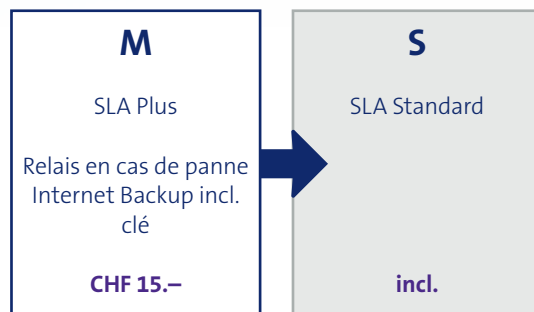 M
SLA Plus
Relais en cas de panne
Internet Backup incl.
clé
CHF 15.–
S
SLA Standard
incl.